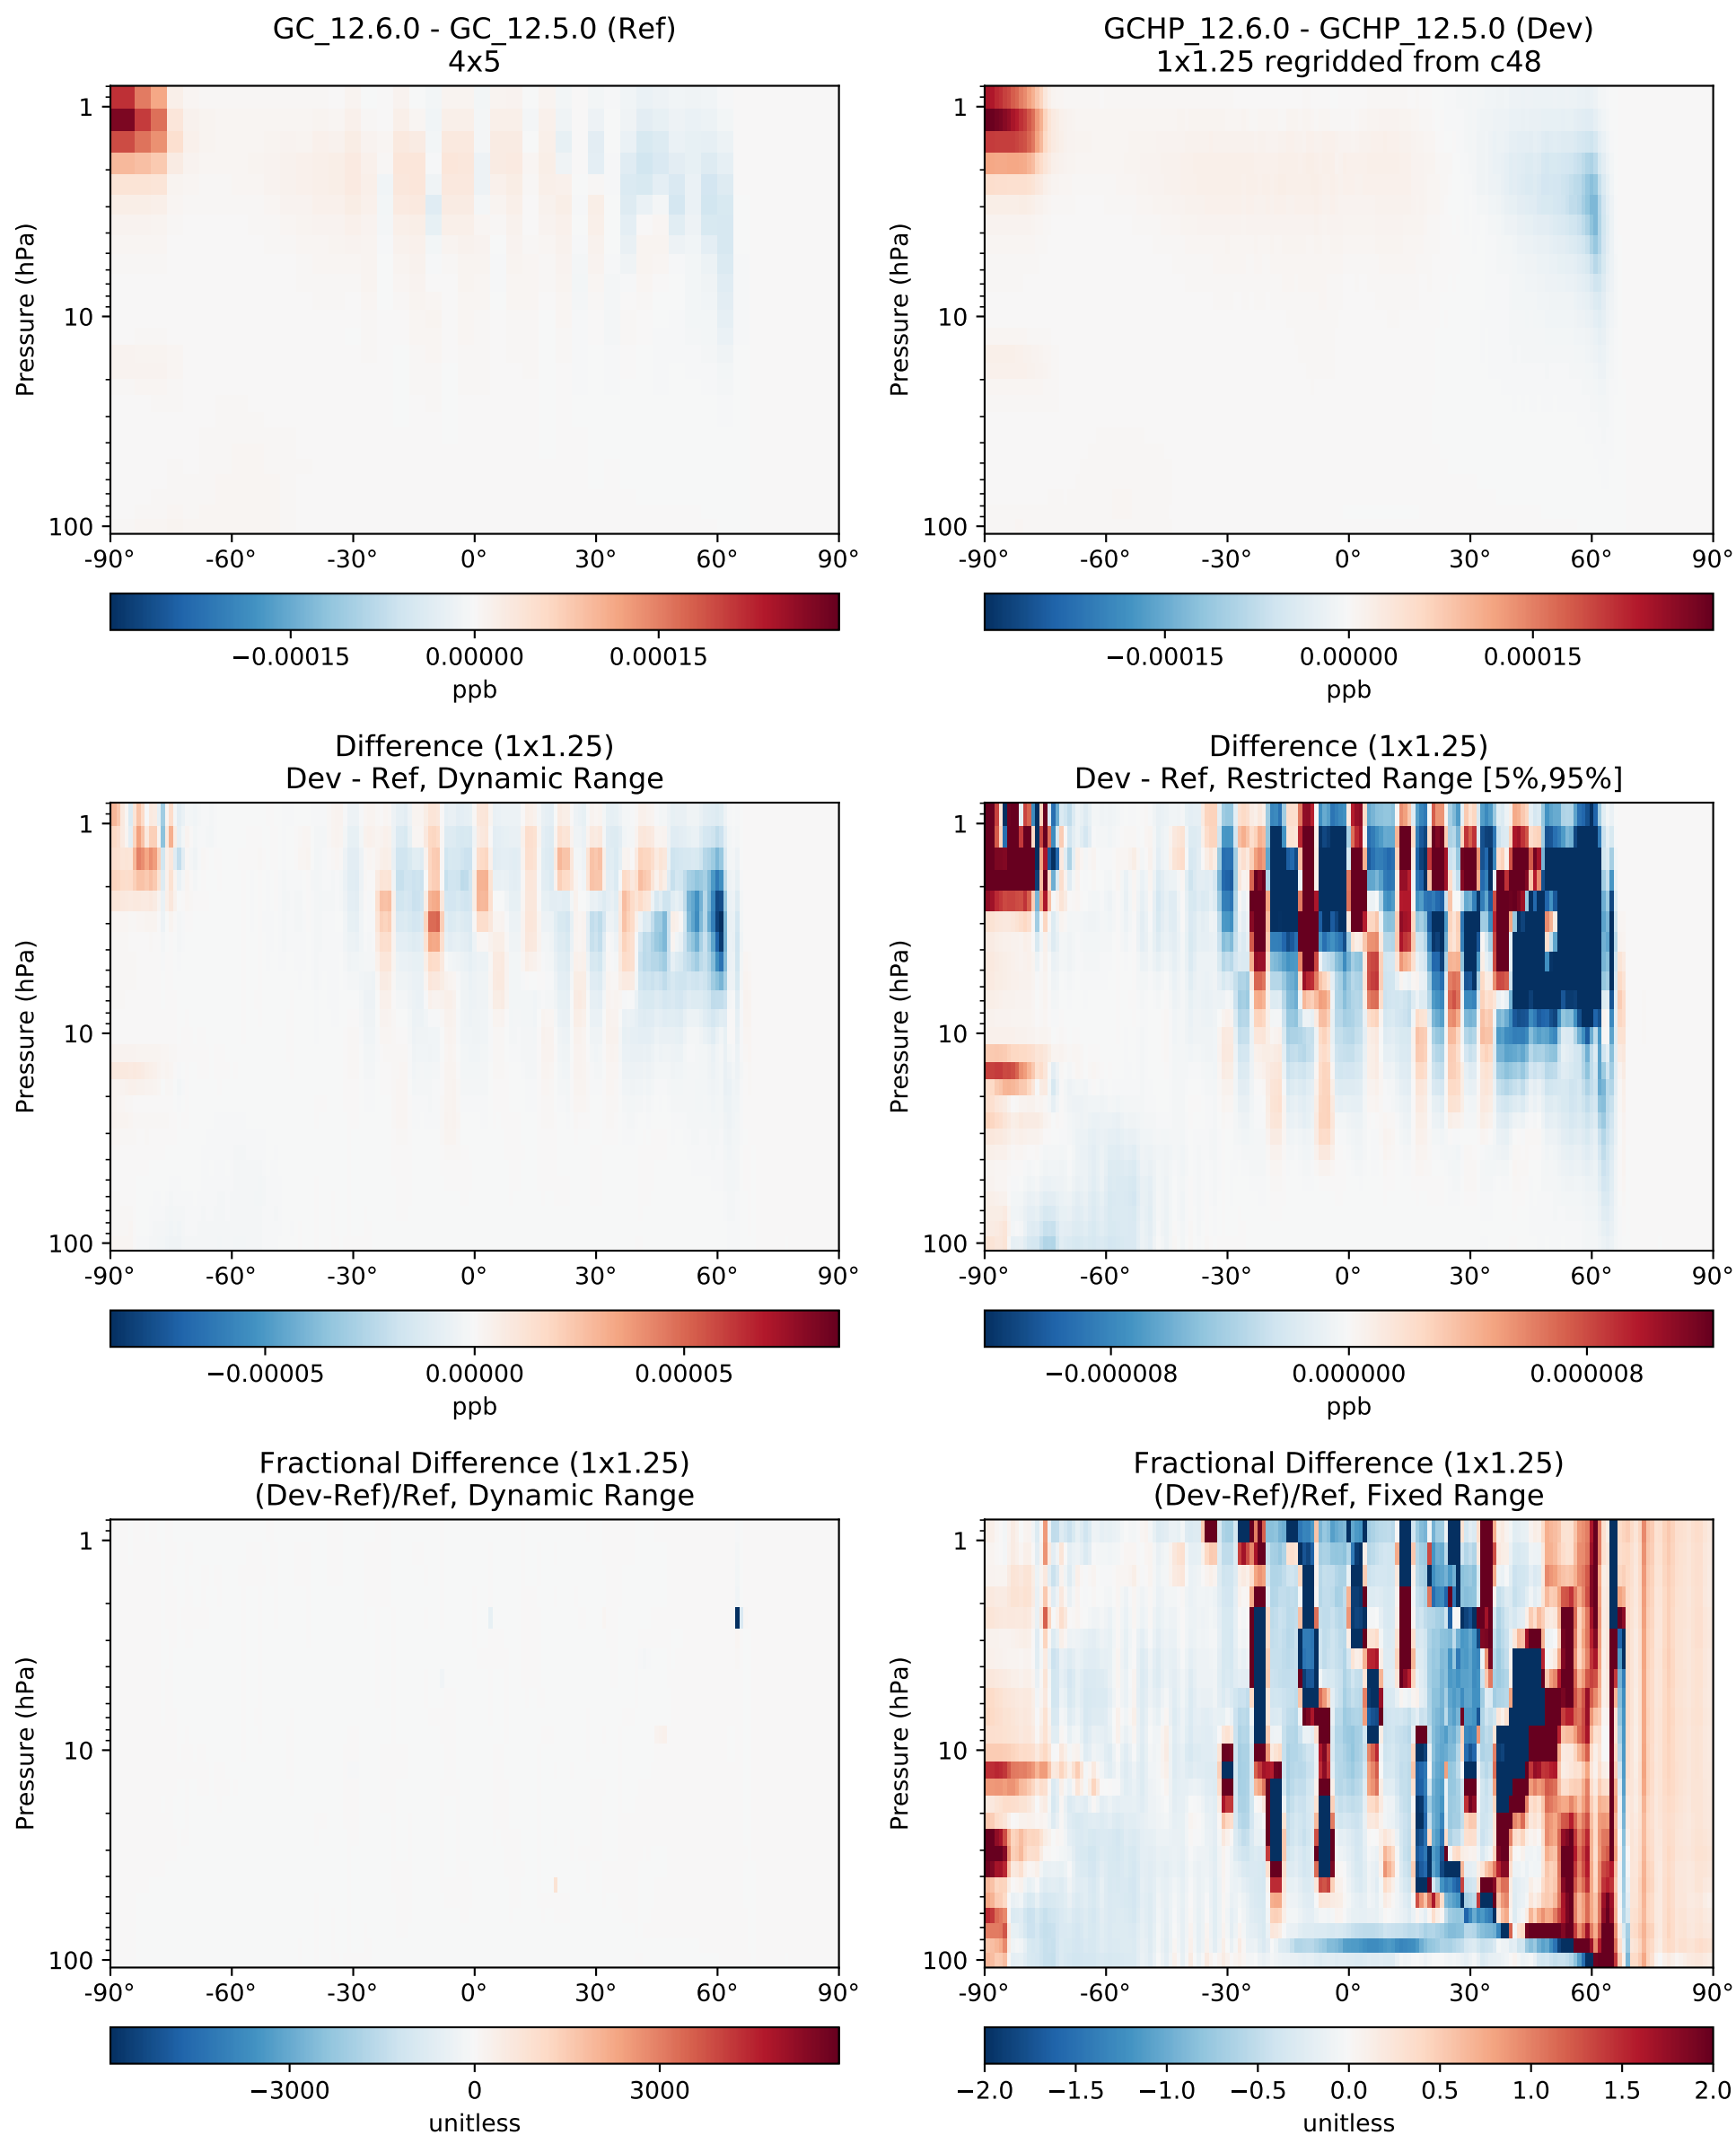 GC_12.6.0 - GC_12.5.0 (Ref)
4x5
GCHP_12.6.0 - GCHP_12.5.0 (Dev)
1x1.25 regridded from c48
Pressure (hPa)
1
10
100
-90° -60° -30° 0° 30° 60° 90°
−0.00015 0.00000 0.00015
ppb
Pressure (hPa)
1
10
100
-90° -60° -30° 0° 30° 60° 90°
−0.00015 0.00000 0.00015
ppb
Difference (1x1.25)
Dev - Ref, Dynamic Range
Pressure (hPa)
1
10
100
-90° -60° -30° 0° 30° 60° 90°
−0.00005 0.00000 0.00005
ppb
Difference (1x1.25)
Dev - Ref, Restricted Range [5%,95%]
Pressure (hPa)
1
10
100
-90° -60° -30° 0° 30° 60° 90°
−0.000008 0.000000 0.000008
ppb
Fractional Difference (1x1.25)
(Dev-Ref)/Ref, Dynamic Range
Pressure (hPa)
1
10
100
-90° -60° -30° 0° 30° 60° 90°
−3000 0 3000
unitless
Fractional Difference (1x1.25)
(Dev-Ref)/Ref, Fixed Range
Pressure (hPa)
1
10
100
-90° -60° -30° 0° 30° 60° 90°
−2.0 −1.5 −1.0 −0.5 0.0 0.5 1.0 1.5 2.0
unitless